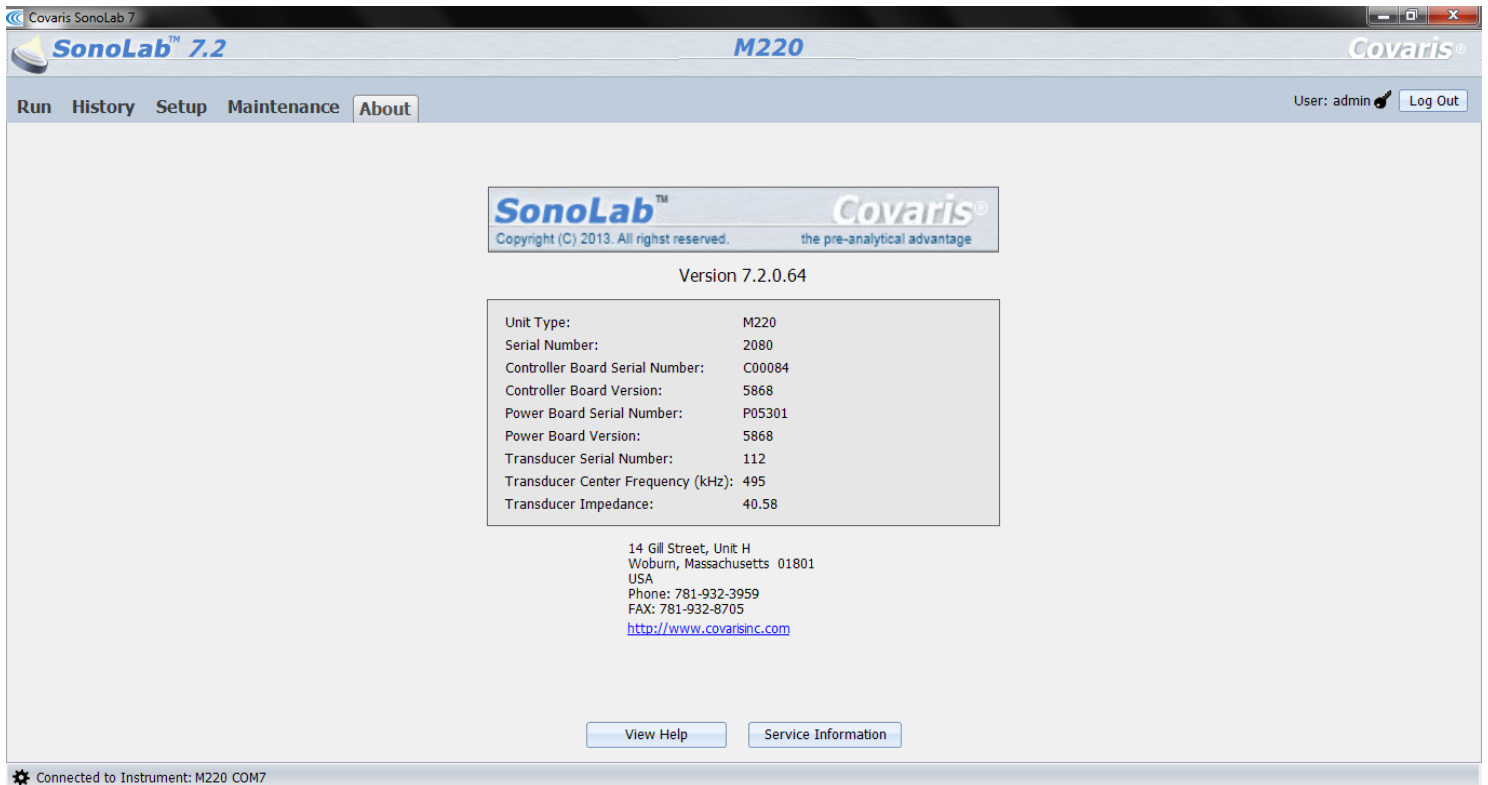 Covaris SonoLab 7
SonoLab™ 7.2 M220 Covaris®
Run History Setup Maintenance About User: admin Log Out
SonoLab™ Covaris®
Copyright (C) 2013. All righst reserved. the pre-analytical advantage
Version 7.2.0.64
Unit Type: M220
Serial Number: 2080
Controller Board Serial Number: C00084
Controller Board Version: 5868
Power Board Serial Number: P05301
Power Board Version: 5868
Transducer Serial Number: 112
Transducer Center Frequency (kHz): 495
Transducer Impedance: 40.58
14 Gill Street, Unit H
Woburn, Massachusetts 01801
USA
Phone: 781-932-3959
FAX: 781-932-8705
http://www.covarisinc.com
View Help Service Information
Connected to Instrument: M220 COM7